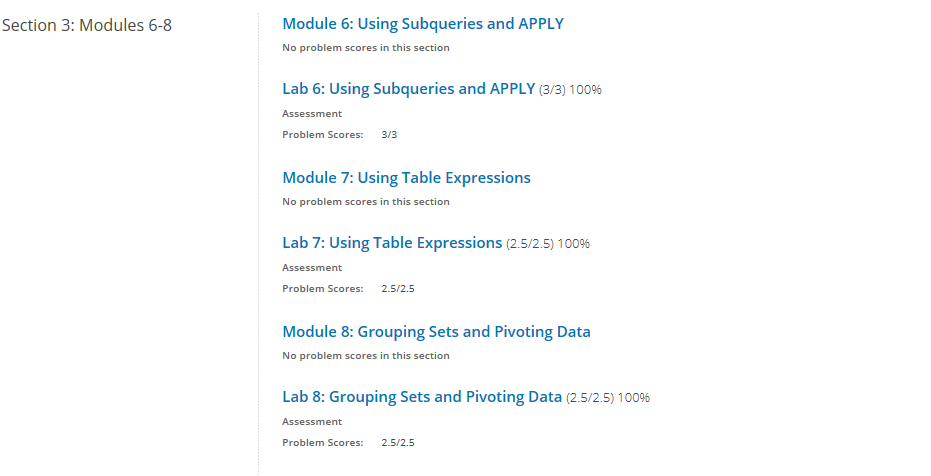 Section 3: Modules 6-8
Module 6: Using Subqueries and APPLY
No problem scores in this section
Lab 6: Using Subqueries and APPLY (3/3) 100%
Assessment
Problem Scores: 3/3
Module 7: Using Table Expressions
No problem scores in this section
Lab 7: Using Table Expressions (2.5/2.5) 100%
Assessment
Problem Scores: 2.5/2.5
Module 8: Grouping Sets and Pivoting Data
No problem scores in this section
Lab 8: Grouping Sets and Pivoting Data (2.5/2.5) 100%
Assessment
Problem Scores: 2.5/2.5